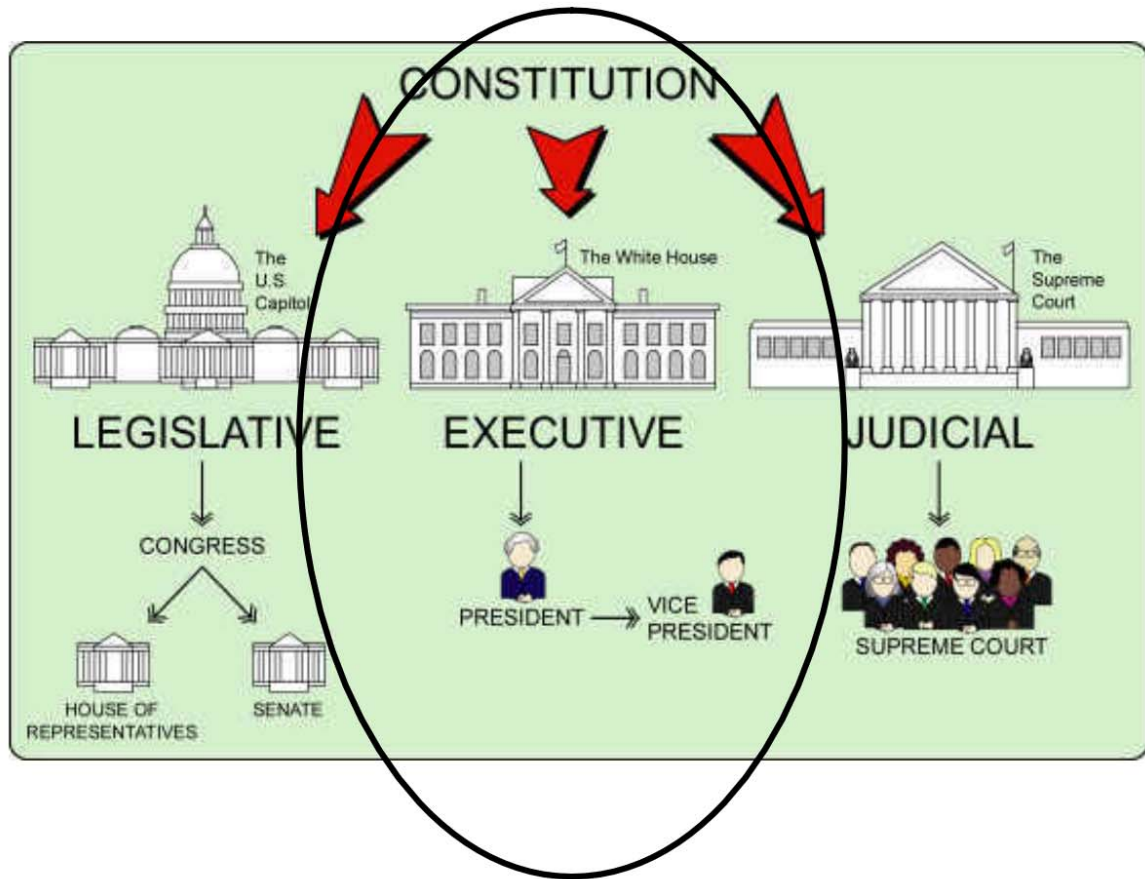 CONSTITUTION
The
U.S
Capitol
The White House
The
Supreme
Court
LEGISLATIVE
EXECUTIVE
JUDICIAL
CONGRESS
HOUSE OF
REPRESENTATIVES
SENATE
PRESIDENT
VICE
PRESIDENT
SUPREME COURT